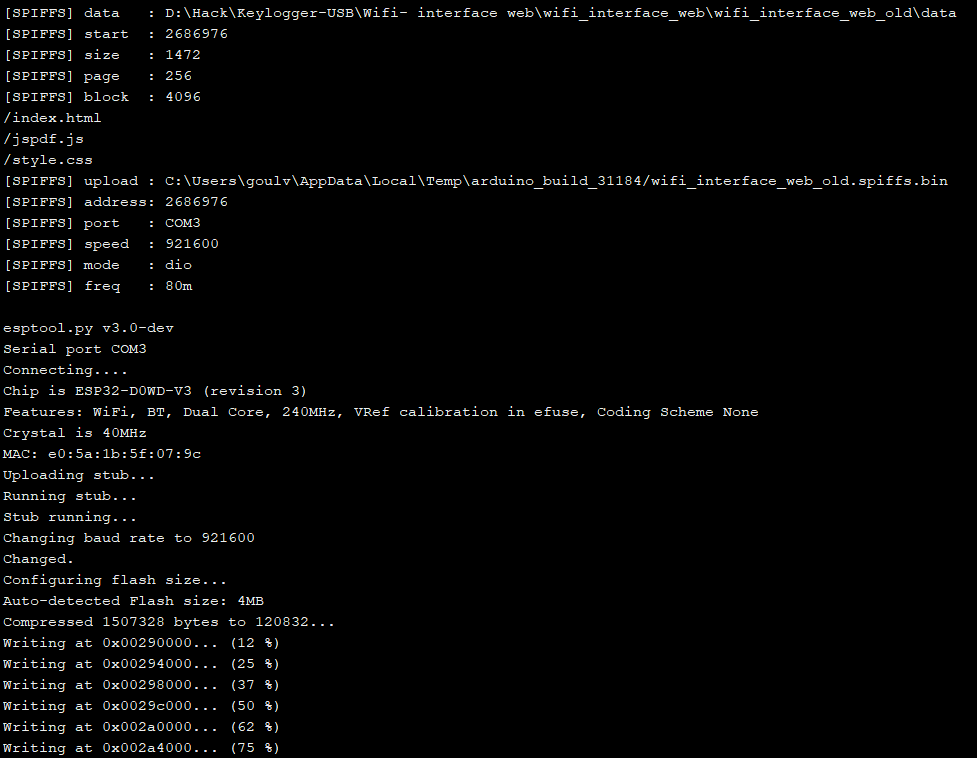 [SPIFFS] data   : D:\Hack\Keylogger-USB\Wifi- interface web\wifi_interface_web\wifi_interface_web_old\data
[SPIFFS] start  : 2686976
[SPIFFS] size   : 1472
[SPIFFS] page   : 256
[SPIFFS] block  : 4096
/index.html
/jspdf.js
/style.css
[SPIFFS] upload : C:\Users\goulv\AppData\Local\Temp\arduino_build_31184/wifi_interface_web_old.spiffs.bin
[SPIFFS] address: 2686976
[SPIFFS] port   : COM3
[SPIFFS] speed  : 921600
[SPIFFS] mode   : dio
[SPIFFS] freq   : 80m

esptool.py v3.0-dev
Serial port COM3
Connecting....
Chip is ESP32-D0WD-V3 (revision 3)
Features: WiFi, BT, Dual Core, 240MHz, VRef calibration in efuse, Coding Scheme None
Crystal is 40MHz
MAC: e0:5a:1b:5f:07:9c
Uploading stub...
Running stub...
Stub running...
Changing baud rate to 921600
Changed.
Configuring flash size...
Auto-detected Flash size: 4MB
Compressed 1507328 bytes to 120832...
Writing at 0x00290000... (12 %)
Writing at 0x00294000... (25 %)
Writing at 0x00298000... (37 %)
Writing at 0x0029c000... (50 %)
Writing at 0x002a0000... (62 %)
Writing at 0x002a4000... (75 %)